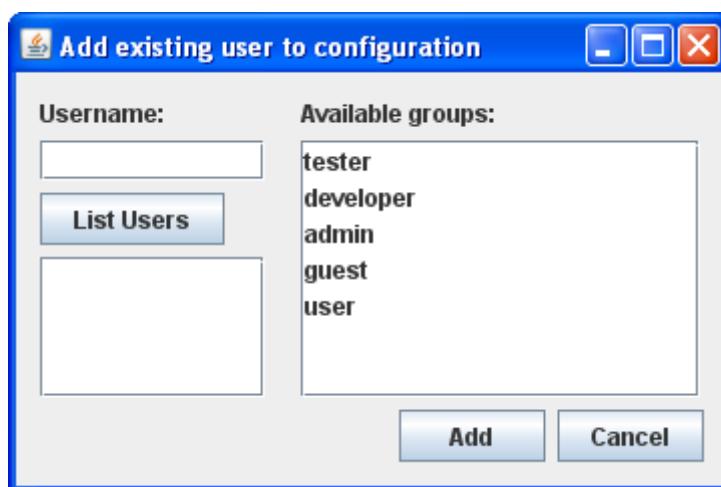 Add existing user to configuration
Username:
List Users
Available groups:
tester
developer
admin
guest
user
Add
Cancel